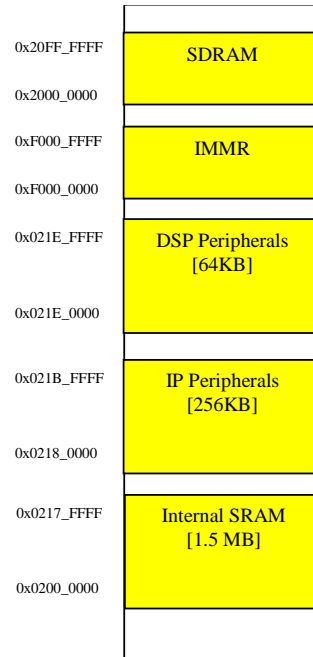 0x20FF_FFFF
SDRAM
0x2000_0000
0xF000_FFFF
IMMR
0xF000_0000
0x021E_FFFF
DSP Peripherals
[64KB]
0x021E_0000
0x021B_FFFF
IP Peripherals
[256KB]
0x0218_0000
0x0217_FFFF
Internal SRAM
[1.5 MB]
0x0200_0000